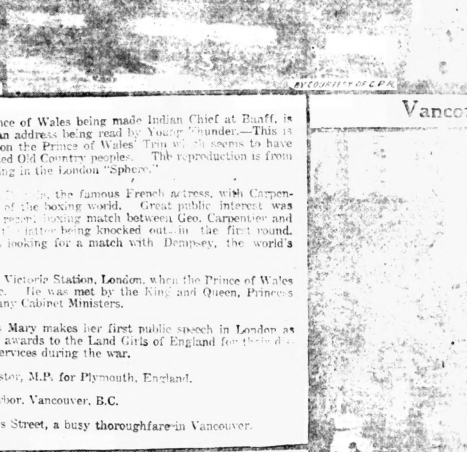 BY COURTESY OF C.P.R.
Vancou
nce of Wales being made Indian Chief at Banff, is
an address being read by Young Thunder.—This is
on the Prince of Wales' Trip which seems to have
ed Old Country peoples. The reproduction is from
ng in the London "Sphere."
the famous French actress, with Carpen-
of the boxing world. Great public interest was
recent boxing match between Geo. Carpentier and
latter being knocked out in the first round.
looking for a match with Dempsey, the world's
Victoria Station, London, when the Prince of Wales
He was met by the King and Queen, Princess
any Cabinet Ministers.
Mary makes her first public speech in London as
awards to the Land Girls of England for their
ervices during the war.
stor, M.P. for Plymouth, England.
rbor, Vancouver, B.C.
s Street, a busy thoroughfare in Vancouver.